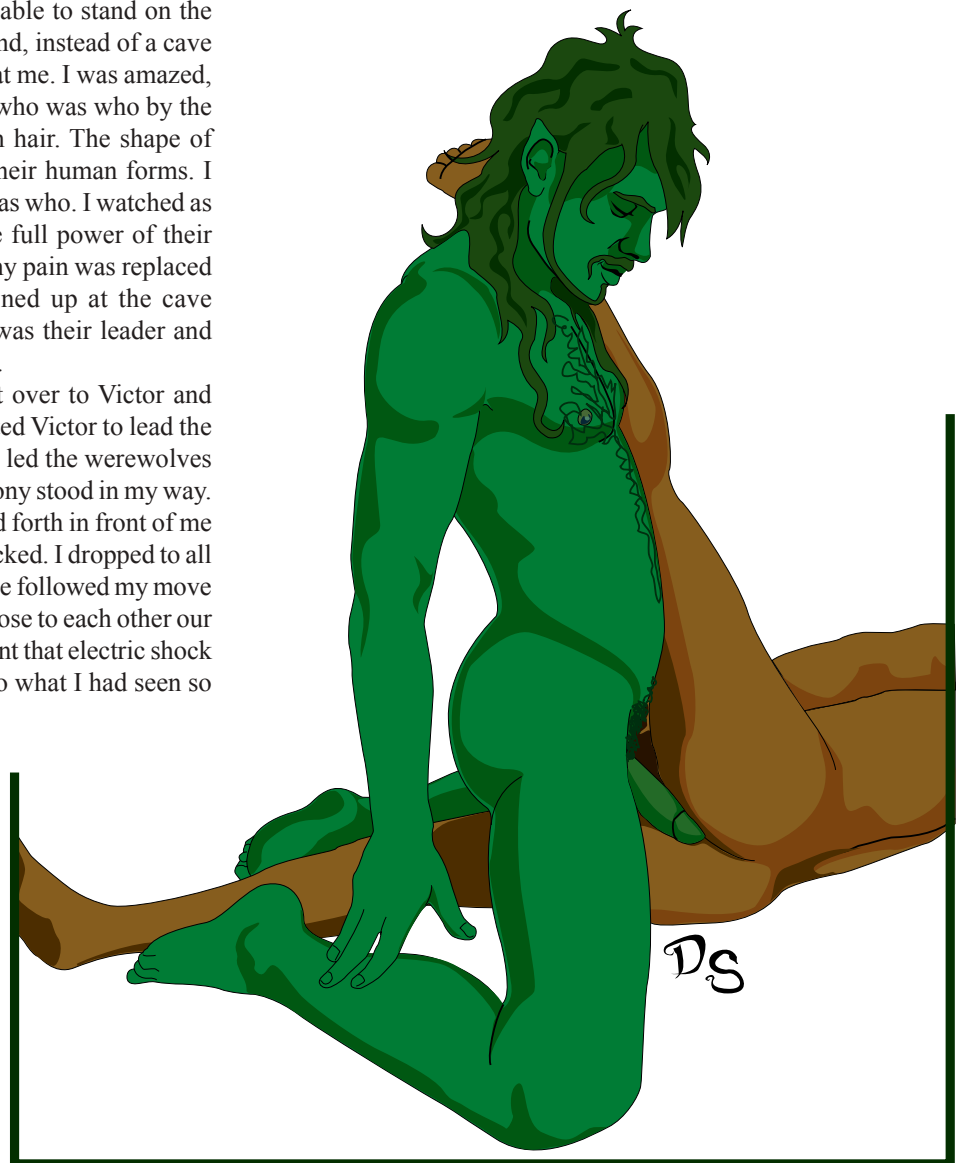 able to stand on the
nd, instead of a cave
at me. I was amazed,
who was who by the
n hair. The shape of
heir human forms. I
as who. I watched as
e full power of their
ny pain was replaced
ned up at the cave
was their leader and
.
t over to Victor and
ed Victor to lead the
led the werewolves
ony stood in my way.
d forth in front of me
cked. I dropped to all
e followed my move
ose to each other our
nt that electric shock
o what I had seen so
DS